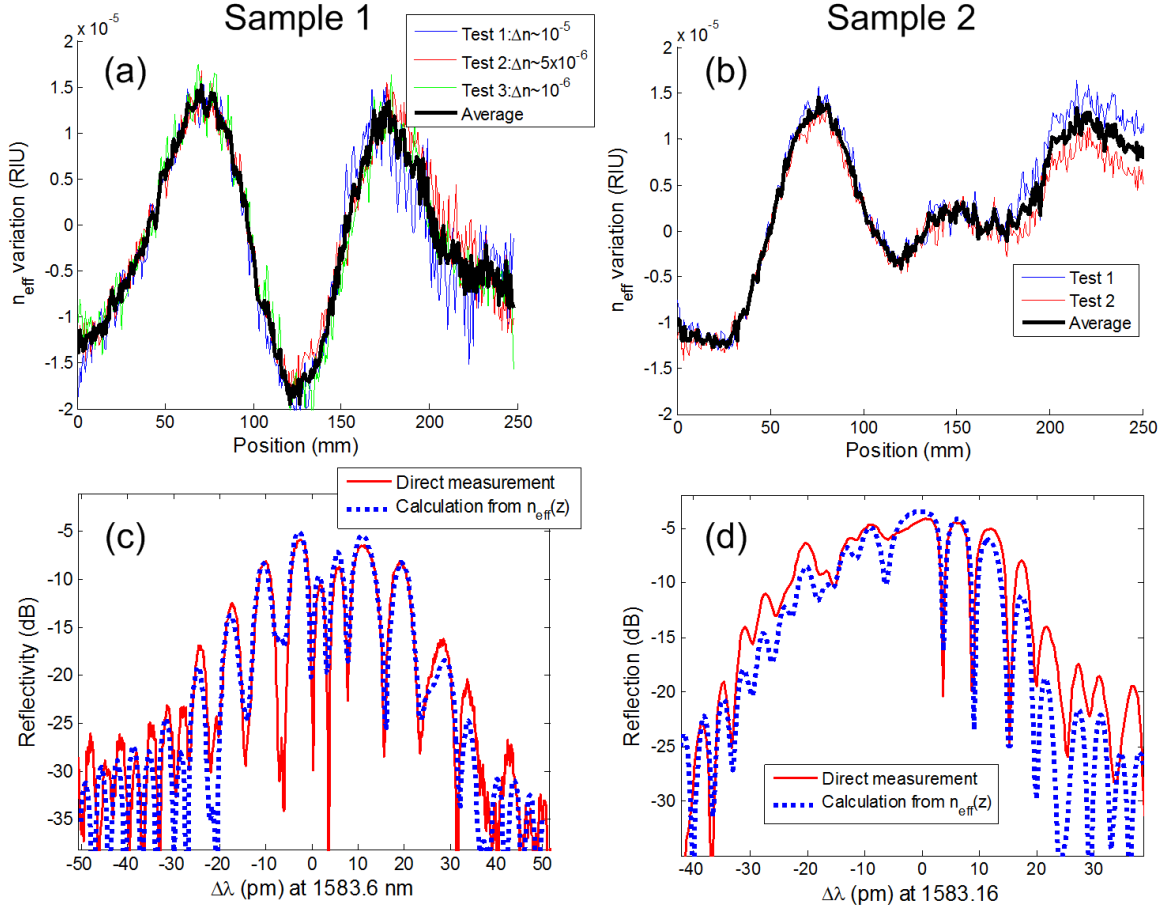 Sample 1
Sample 2
x 10^-5
(a)
Test 1:Δn~10^-5
Test 2:Δn~5x10^-6
Test 3:Δn~10^-6
Average
2
1.5
1
0.5
0
-0.5
-1
-1.5
-2
n_eff variation (RIU)
0 50 100 150 200 250
Position (mm)
x 10^-5
(b)
Test 1
Test 2
Average
2
1.5
1
0.5
0
-0.5
-1
-1.5
-2
n_eff variation (RIU)
0 50 100 150 200 250
Position (mm)
(c)
Direct measurement
Calculation from n_eff(z)
-5
-10
-15
-20
-25
-30
-35
Reflectivity (dB)
-50 -40 -30 -20 -10 0 10 20 30 40 50
Δλ (pm) at 1583.6 nm
(d)
Direct measurement
Calculation from n_eff(z)
-5
-10
-15
-20
-25
-30
Reflection (dB)
-40 -30 -20 -10 0 10 20 30
Δλ (pm) at 1583.16